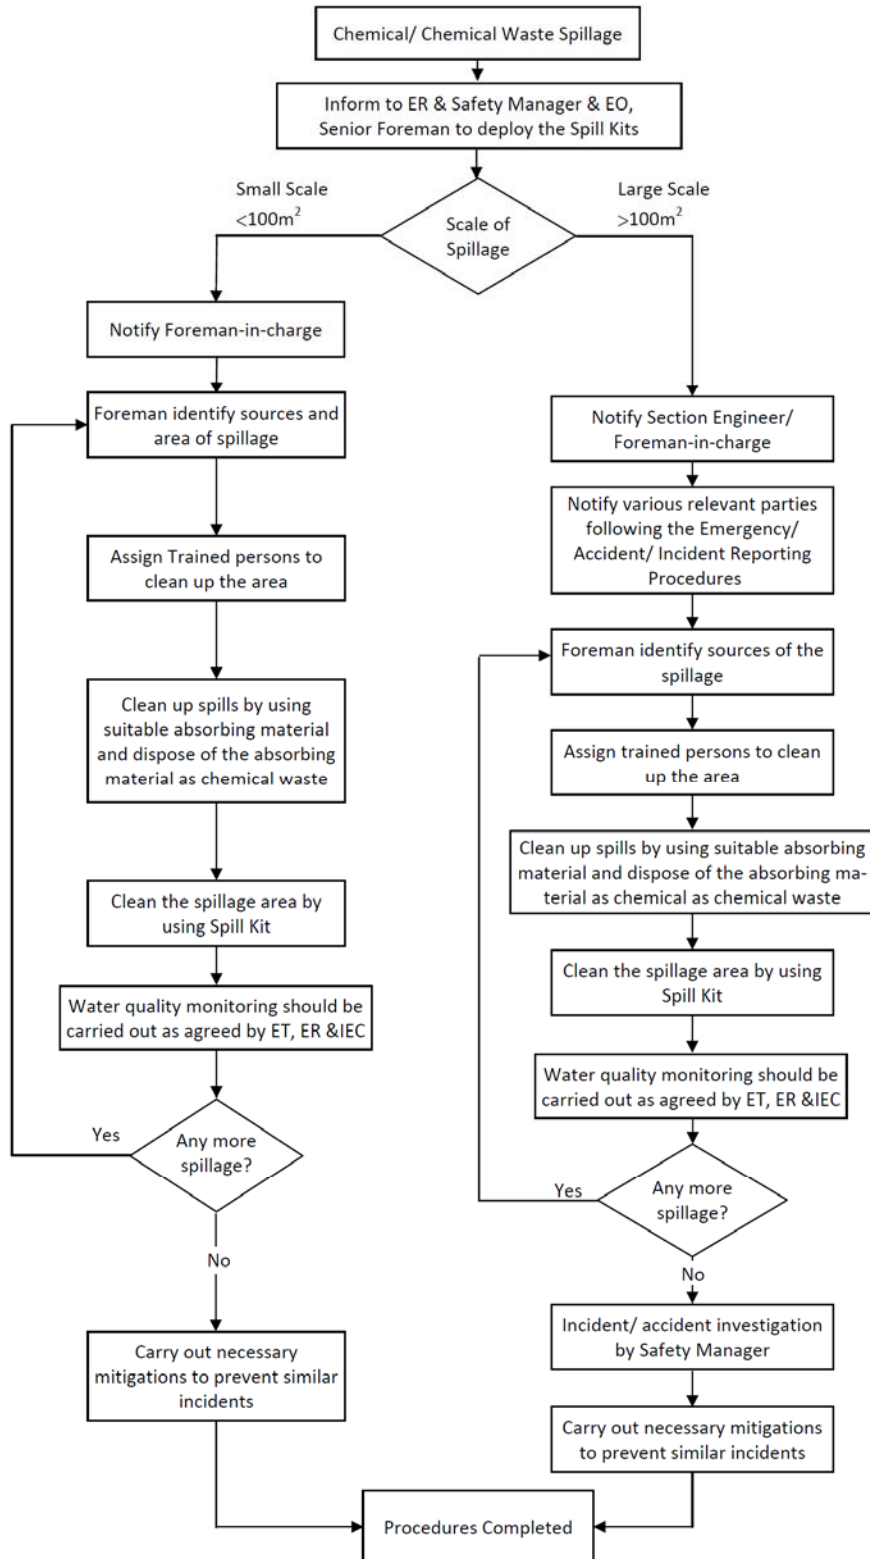 Chemical/ Chemical Waste Spillage
Inform to ER & Safety Manager & EO,
Senior Foreman to deploy the Spill Kits
Small Scale
<100m²
Large Scale
>100m²
Scale of
Spillage
Notify Foreman-in-charge
Foreman identify sources and
area of spillage
Assign Trained persons to
clean up the area
Clean up spills by using
suitable absorbing material
and dispose of the absorbing
material as chemical waste
Clean the spillage area by
using Spill Kit
Water quality monitoring should be
carried out as agreed by ET, ER &IEC
Yes
Any more
spillage?
No
Carry out necessary
mitigations to prevent similar
incidents
Notify Section Engineer/
Foreman-in-charge
Notify various relevant parties
following the Emergency/
Accident/ Incident Reporting
Procedures
Foreman identify sources of the
spillage
Assign trained persons to clean
up the area
Clean up spills by using suitable absorbing
material and dispose of the absorbing ma-
terial as chemical as chemical waste
Clean the spillage area by using
Spill Kit
Water quality monitoring should be
carried out as agreed by ET, ER &IEC
Yes
Any more
spillage?
No
Incident/ accident investigation
by Safety Manager
Carry out necessary mitigations
to prevent similar incidents
Procedures Completed